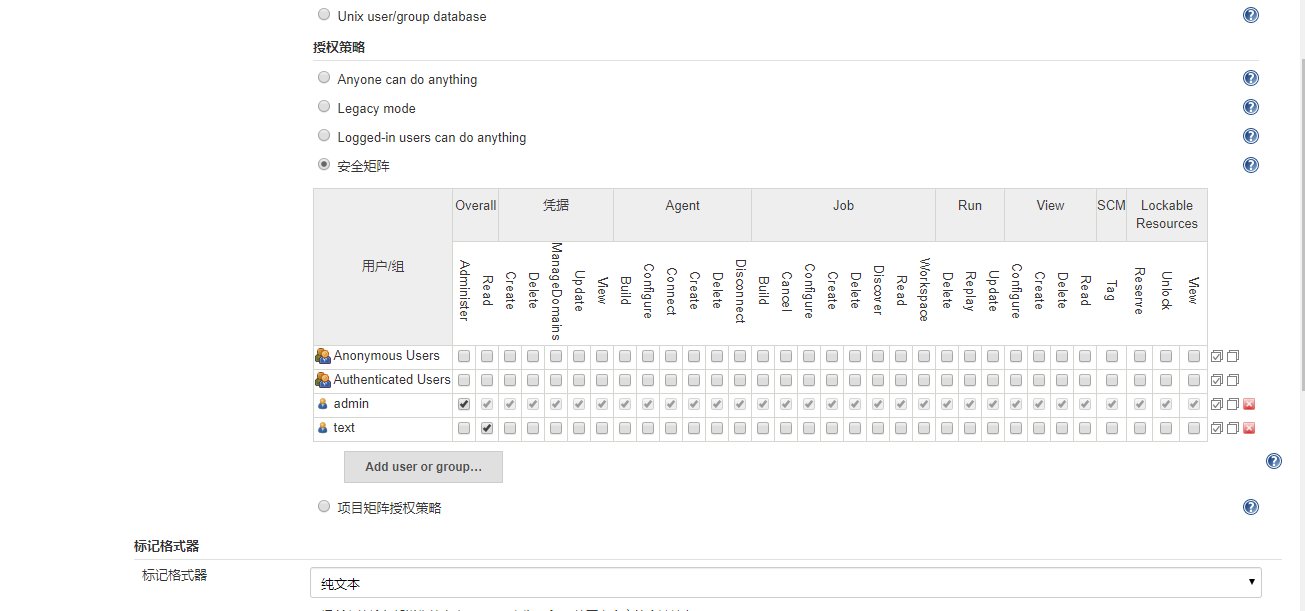 Unix user/group database
授权策略
Anyone can do anything
Legacy mode
Logged-in users can do anything
安全矩阵
用户/组 Overall 凭据 Agent Job Run View SCM Lockable Resources
Administer Read Create Delete ManageDomains Update View Build Configure Connect Create Delete Disconnect Build Cancel Configure Create Delete Discover Read Workspace Delete Replay Update Configure Create Delete Read Tag Reserve Unlock View
Anonymous Users
Authenticated Users
admin
text
Add user or group…
项目矩阵授权策略
标记格式器
标记格式器 纯文本